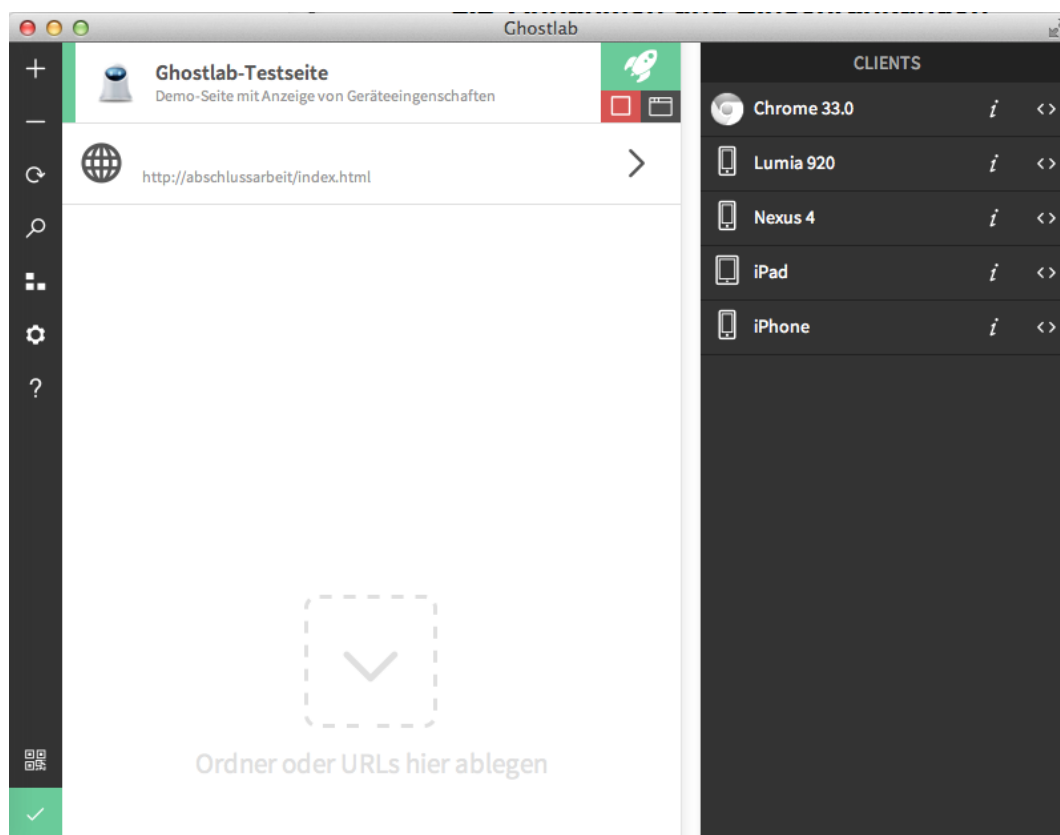 Ghostlab
Ghostlab-Testseite
Demo-Seite mit Anzeige von Geräteeingenschaften
http://abschlussarbeit/index.html
Ordner oder URLs hier ablegen
CLIENTS
Chrome 33.0
Lumia 920
Nexus 4
iPad
iPhone